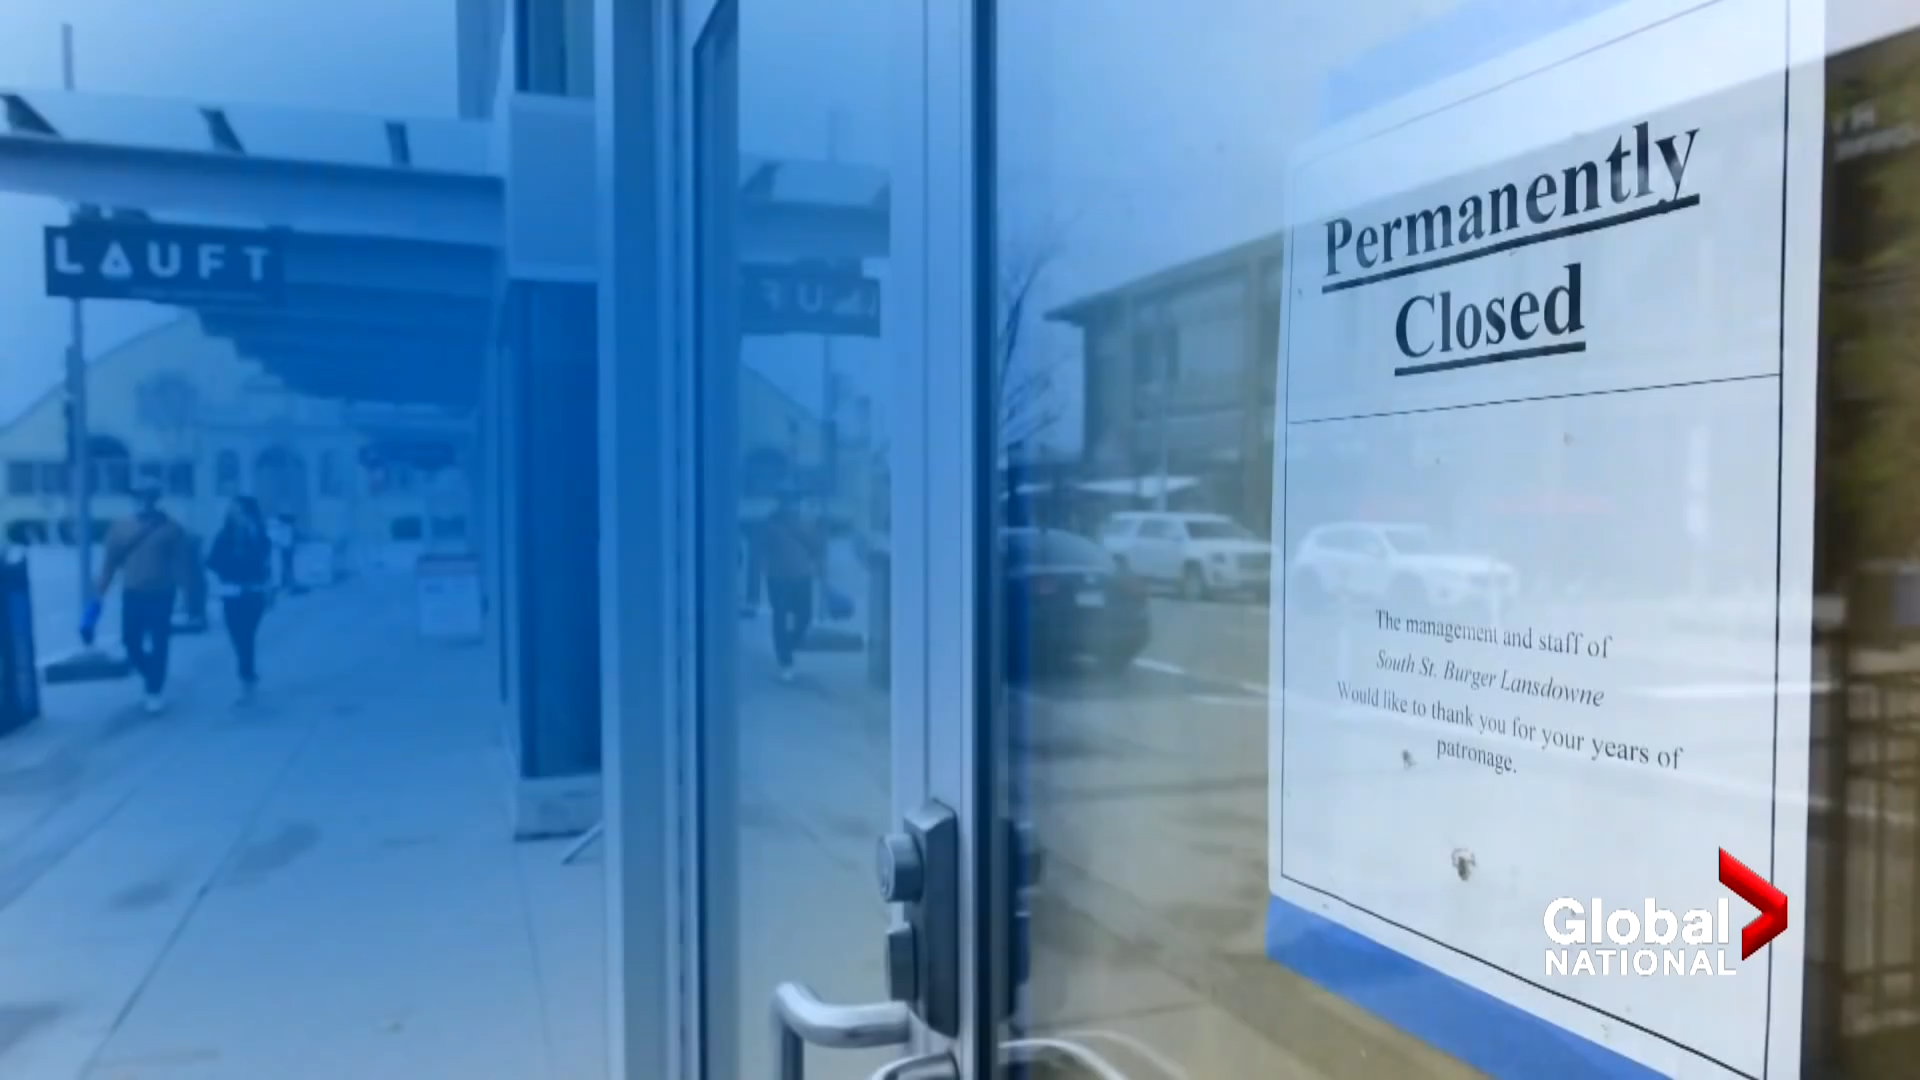 LAUFT
Permanently
Closed
The management and staff of
South St. Burger Lansdowne
Would like to thank you for your years of
patronage.
Global
NATIONAL